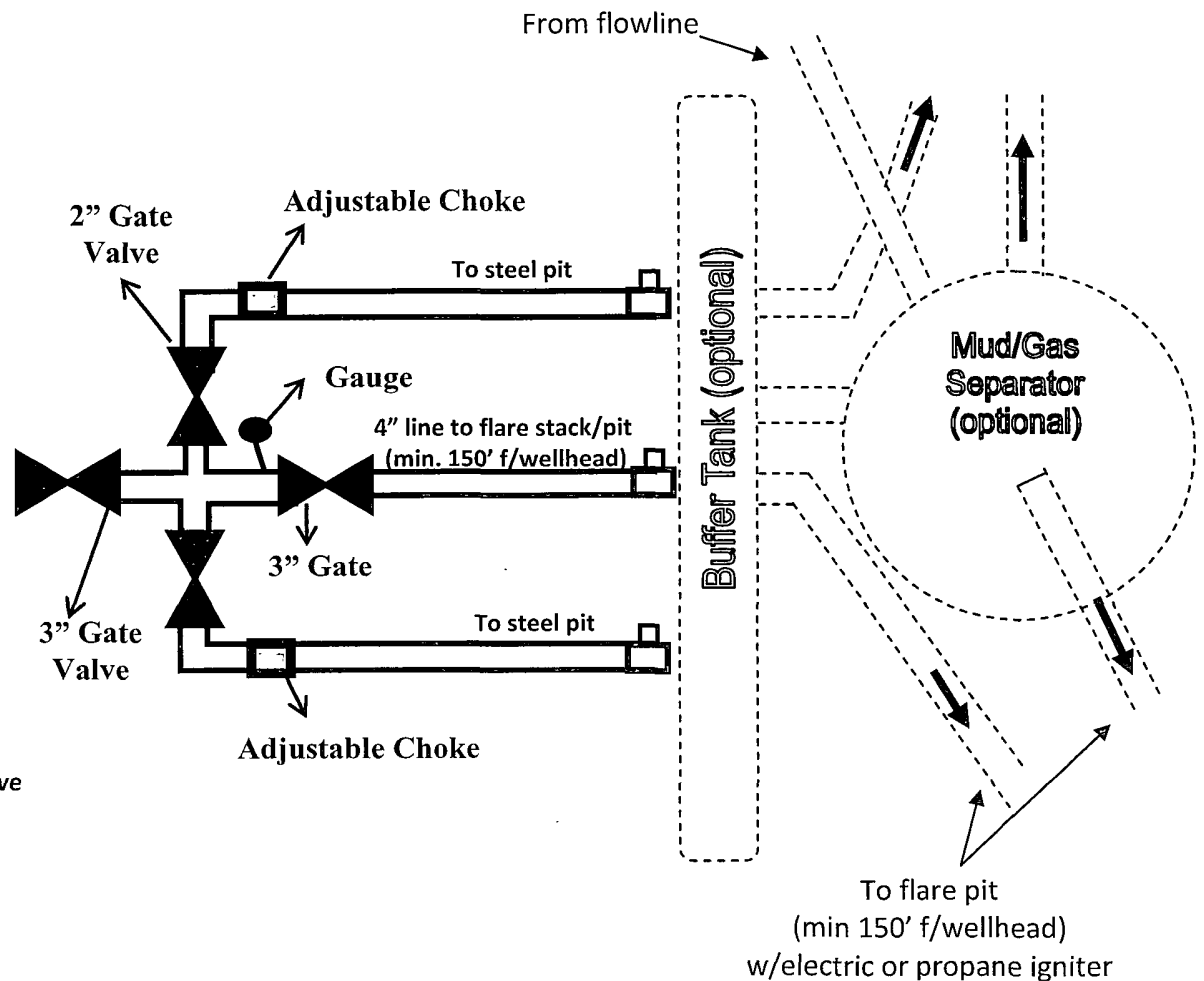 From flowline
Adjustable Choke
2” Gate
Valve
To steel pit
Gauge
4” line to flare stack/pit
(min. 150’ f/wellhead)
Buffer Tank (optional)
Mud/Gas
Separator
(optional)
3” Gate
3” Gate
Valve
To steel pit
Adjustable Choke
To flare pit
(min 150’ f/wellhead)
w/electric or propane igniter